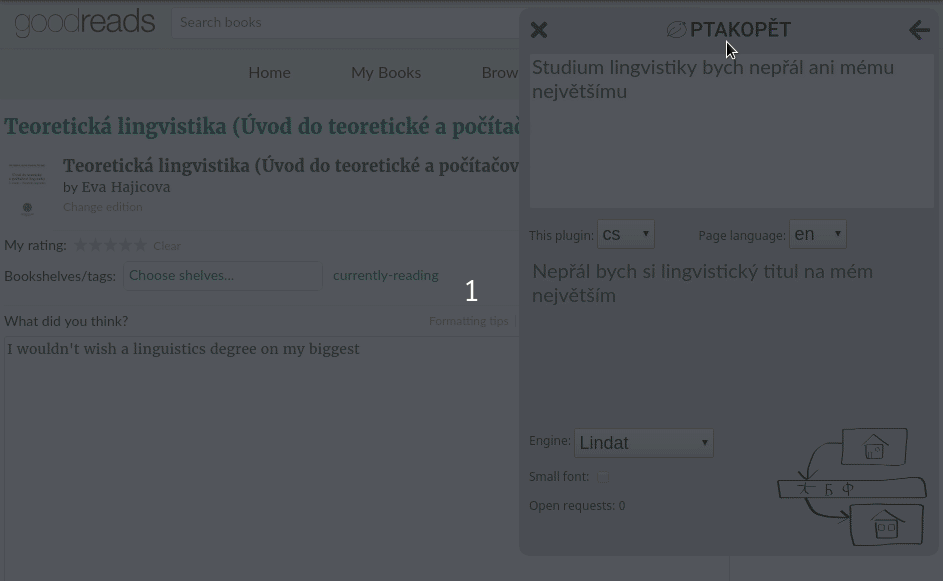 goodreads
Search books
Home My Books Brow
Teoretická lingvistika (Úvod do teoretické a počítač
Teoretická lingvistika (Úvod do teoretické a počítačov
by Eva Hajicova
Change edition
My rating: Clear
Bookshelves/tags: Choose shelves... currently-reading
What did you think? Formatting tips
I wouldn't wish a linguistics degree on my biggest
1
PTAKOPĚT
Studium lingvistiky bych nepřál ani mému
největšímu
This plugin: cs Page language: en
Nepřál bych si lingvistický titul na mém
největším
Engine: Lindat
Small font:
Open requests: 0